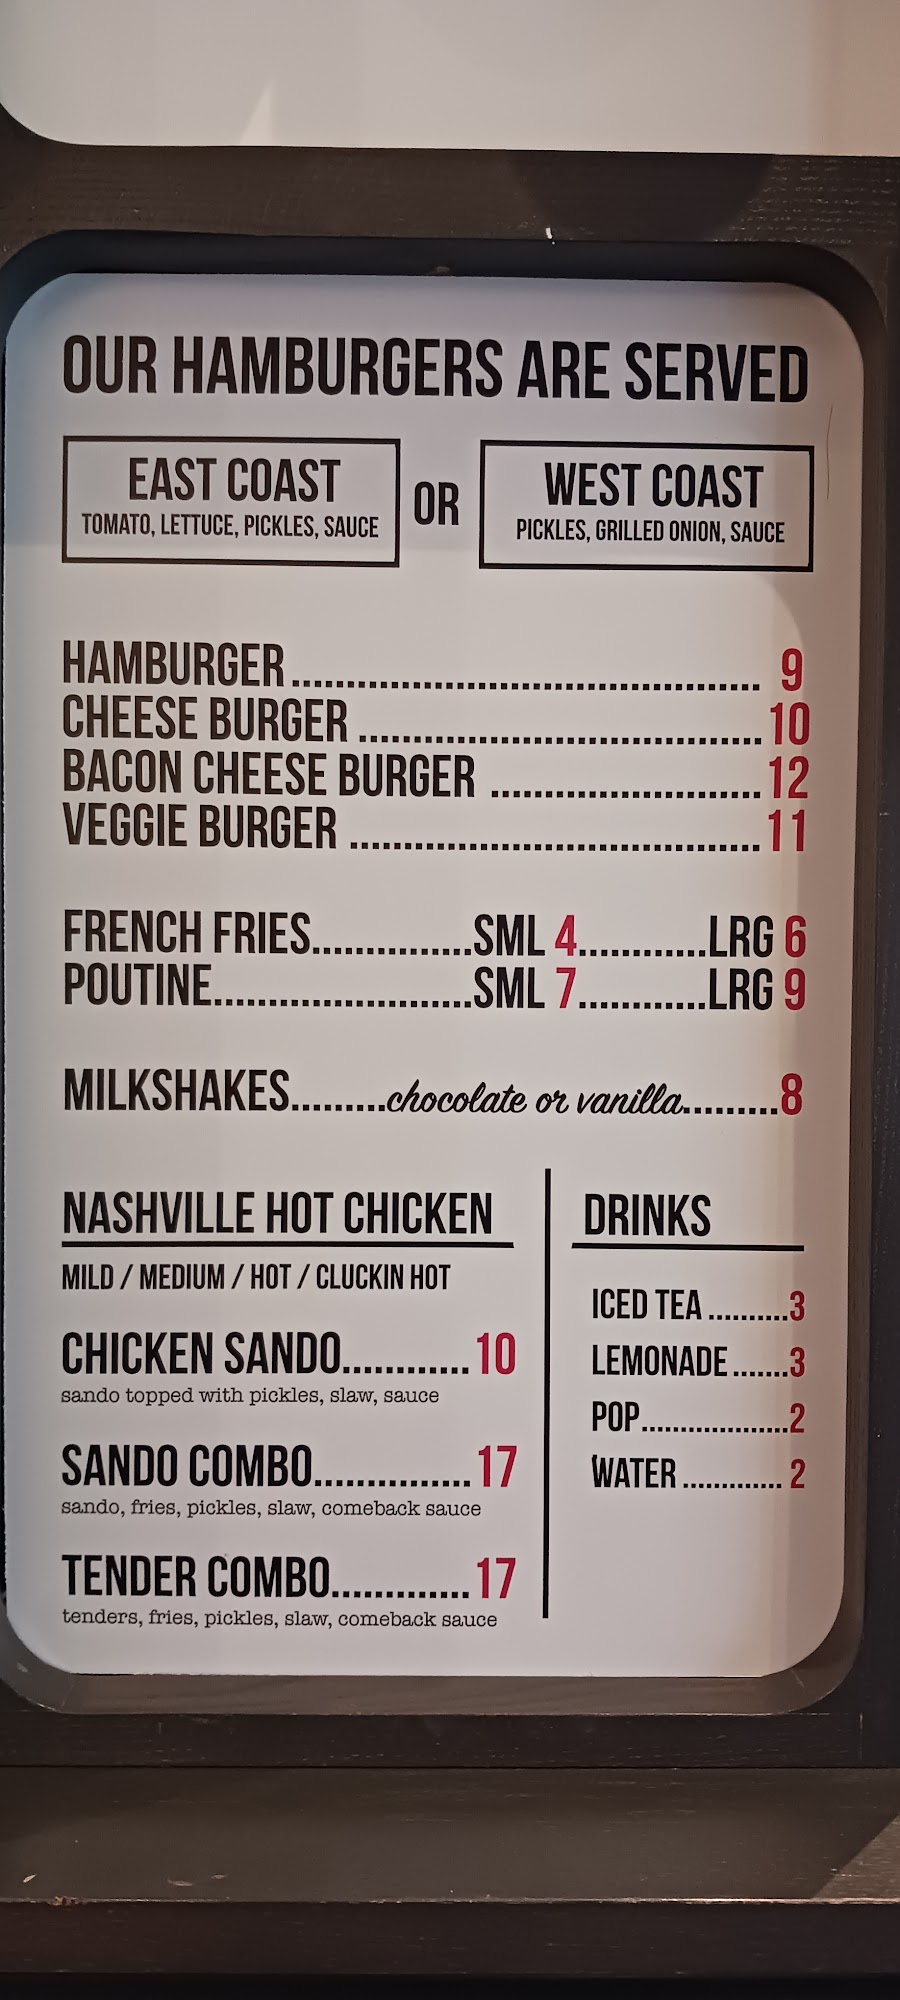 OUR HAMBURGERS ARE SERVED
EAST COAST
TOMATO, LETTUCE, PICKLES, SAUCE
OR
WEST COAST
PICKLES, GRILLED ONION, SAUCE
HAMBURGER........................................ 9
CHEESE BURGER ................................... 10
BACON CHEESE BURGER ....................... 12
VEGGIE BURGER ................................... 11
FRENCH FRIES..............SML 4...........LRG 6
POUTINE.......................SML 7...........LRG 9
MILKSHAKES.........chocolate or vanilla.........8
NASHVILLE HOT CHICKEN
MILD / MEDIUM / HOT / CLUCKIN HOT
CHICKEN SANDO............10
sando topped with pickles, slaw, sauce
SANDO COMBO...............17
sando, fries, pickles, slaw, comeback sauce
TENDER COMBO.............17
tenders, fries, pickles, slaw, comeback sauce
DRINKS
ICED TEA ..........3
LEMONADE .......3
POP...................2
WATER ............. 2